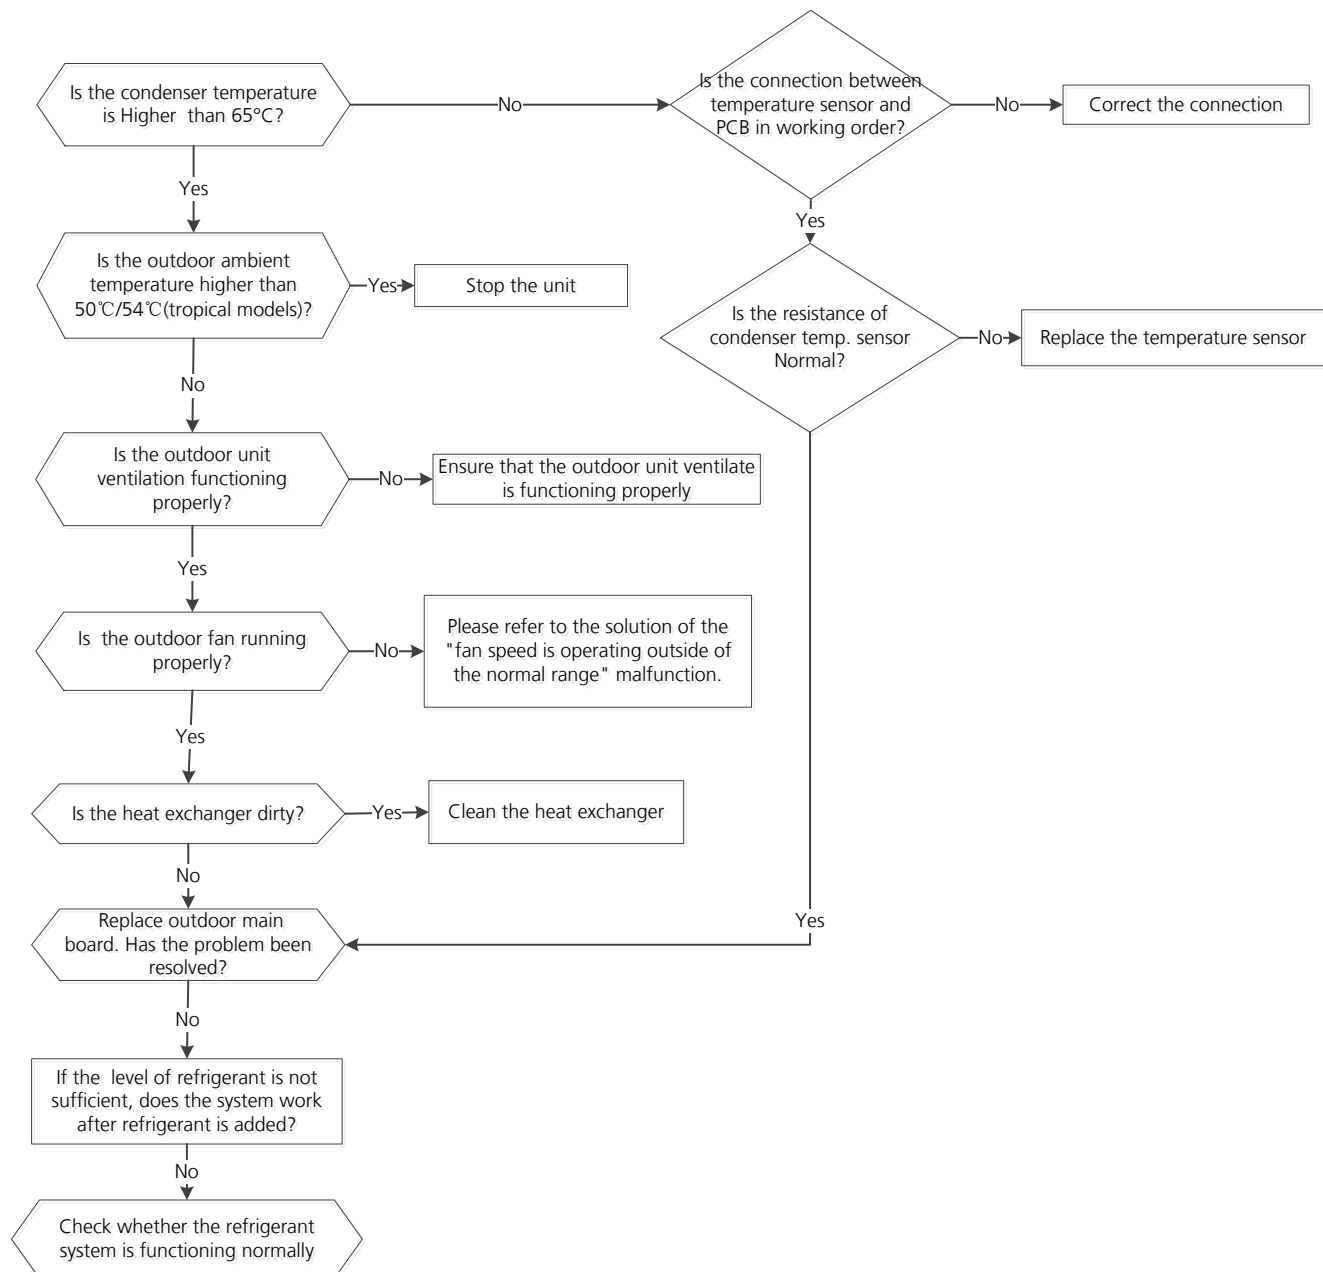 Is the condenser temperature
is Higher than 65°C?
No
Is the connection between
temperature sensor and
PCB in working order?
No
Correct the connection
Yes
Yes
Is the outdoor ambient
temperature higher than
50℃/54℃(tropical models)?
Yes
Stop the unit
Is the resistance of
condenser temp. sensor
Normal?
No
Replace the temperature sensor
No
Is the outdoor unit
ventilation functioning
properly?
No
Ensure that the outdoor unit ventilate
is functioning properly
Yes
Is the outdoor fan running
properly?
No
Please refer to the solution of the
"fan speed is operating outside of
the normal range" malfunction.
Yes
Is the heat exchanger dirty?
Yes
Clean the heat exchanger
No
Yes
Replace outdoor main
board. Has the problem been
resolved?
No
If the level of refrigerant is not
sufficient, does the system work
after refrigerant is added?
No
Check whether the refrigerant
system is functioning normally